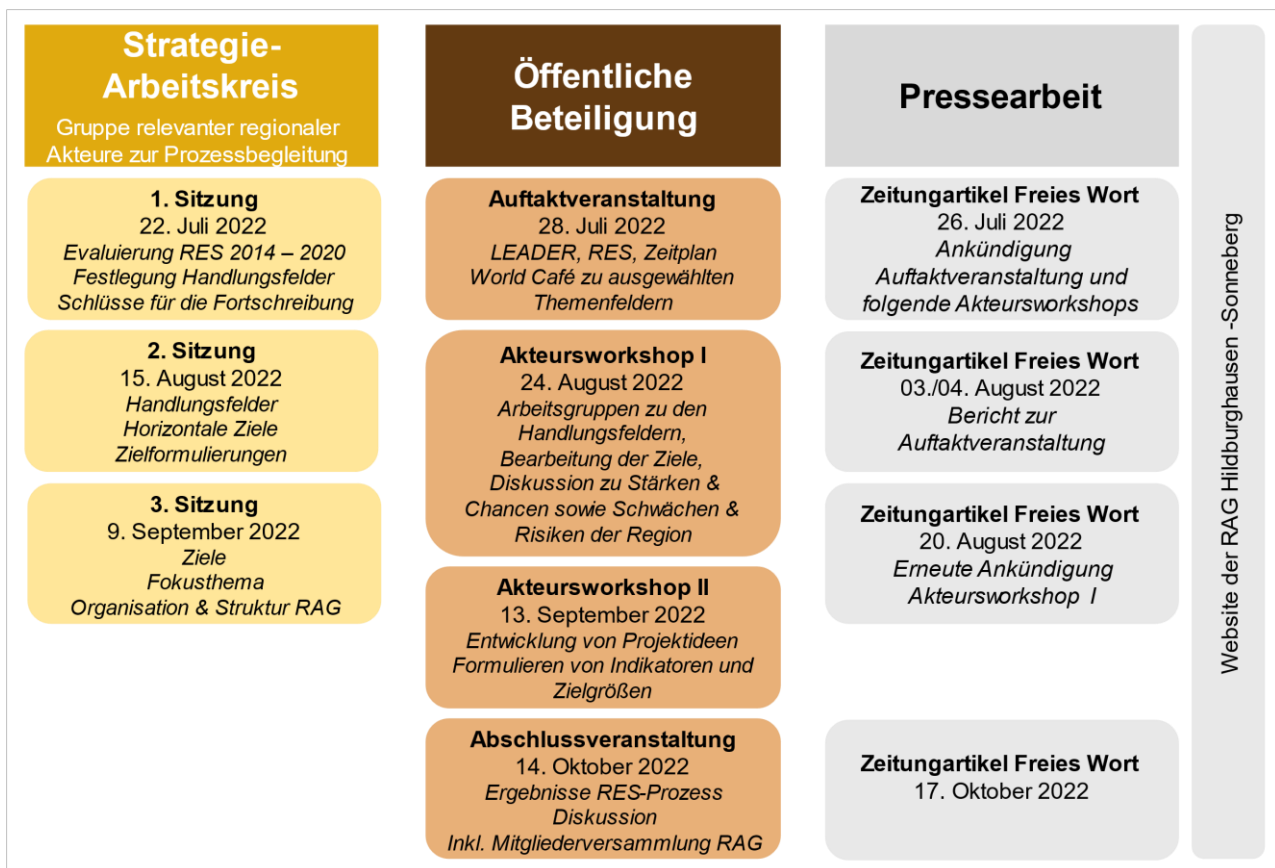 Strategie-
Arbeitskreis
Gruppe relevanter regionaler
Akteure zur Prozessbegleitung
1. Sitzung
22. Juli 2022
Evaluierung RES 2014 – 2020
Festlegung Handlungsfelder
Schlüsse für die Fortschreibung
2. Sitzung
15. August 2022
Handlungsfelder
Horizontale Ziele
Zielformulierungen
3. Sitzung
9. September 2022
Ziele
Fokusthema
Organisation & Struktur RAG
Öffentliche
Beteiligung
Auftaktveranstaltung
28. Juli 2022
LEADER, RES, Zeitplan
World Café zu ausgewählten
Themenfeldern
Akteursworkshop I
24. August 2022
Arbeitsgruppen zu den
Handlungsfeldern,
Bearbeitung der Ziele,
Diskussion zu Stärken &
Chancen sowie Schwächen &
Risiken der Region
Akteursworkshop II
13. September 2022
Entwicklung von Projektideen
Formulieren von Indikatoren und
Zielgrößen
Abschlussveranstaltung
14. Oktober 2022
Ergebnisse RES-Prozess
Diskussion
Inkl. Mitgliederversammlung RAG
Pressearbeit
Zeitungartikel Freies Wort
26. Juli 2022
Ankündigung
Auftaktveranstaltung und
folgende Akteursworkshops
Zeitungartikel Freies Wort
03./04. August 2022
Bericht zur
Auftaktveranstaltung
Zeitungartikel Freies Wort
20. August 2022
Erneute Ankündigung
Akteursworkshop I
Zeitungartikel Freies Wort
17. Oktober 2022
Website der RAG Hildburghausen -Sonneberg